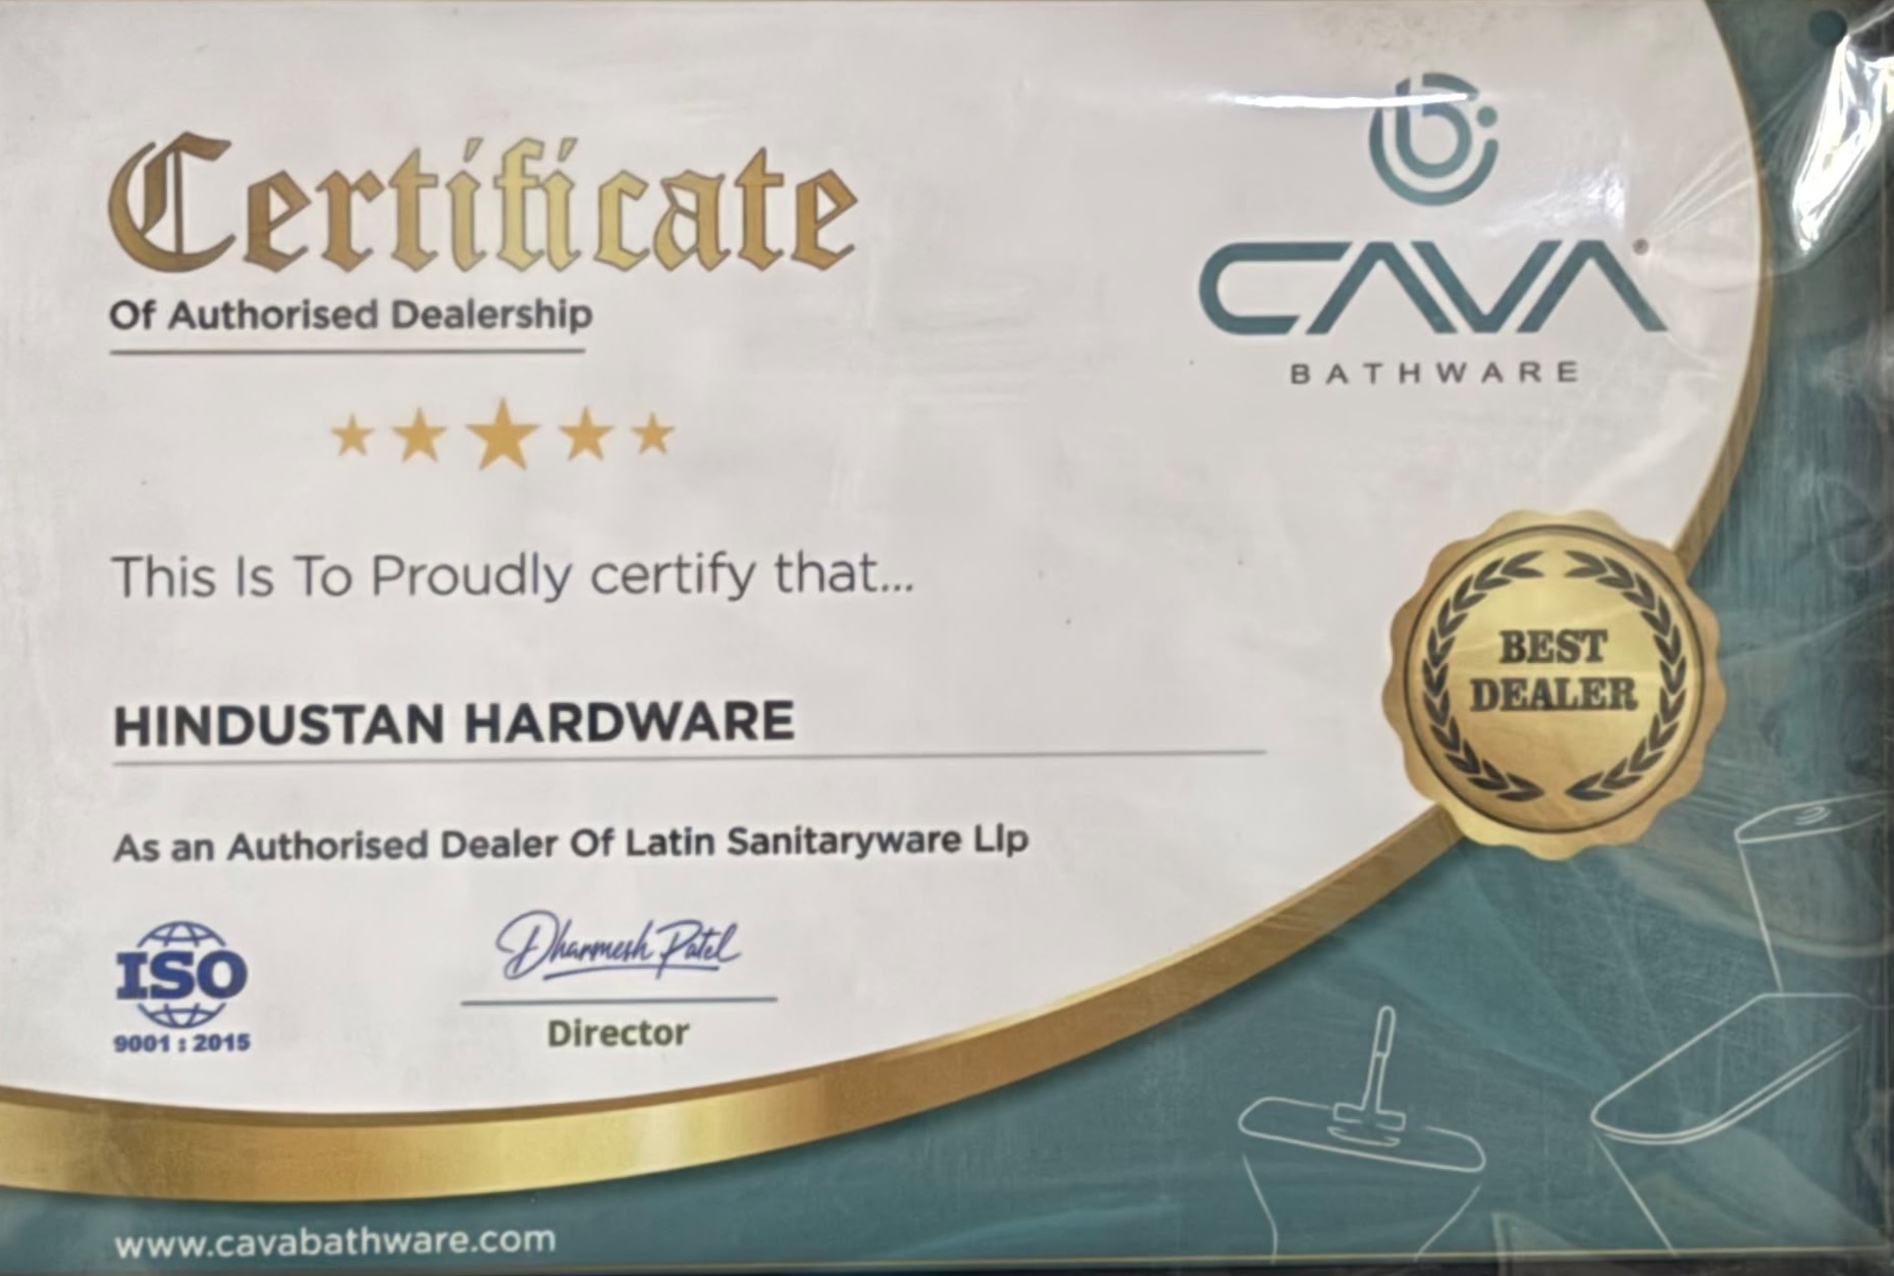 Certificate
Of Authorised Dealership
CAVA
BATHWARE
This Is To Proudly certify that...
HINDUSTAN HARDWARE
BEST
DEALER
As an Authorised Dealer Of Latin Sanitaryware Llp
ISO
9001 : 2015
Dharmesh Patel
Director
www.cavabathware.com